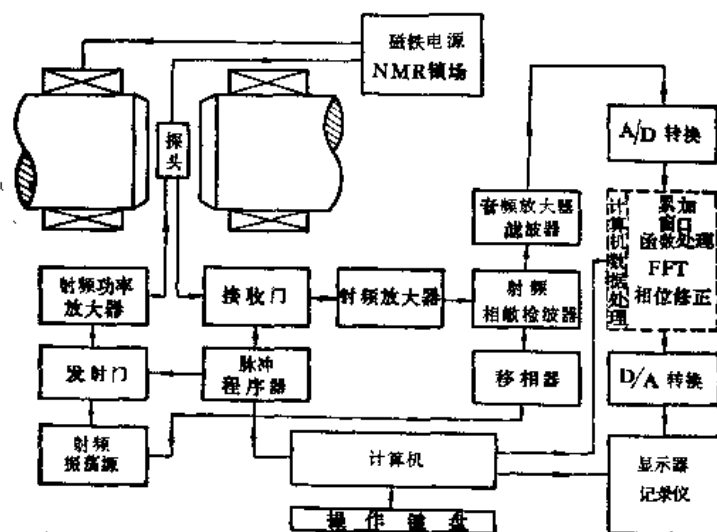 磁铁电源
NMR锁场
探头
A/D 转换
音频放大器
滤波器
计算机数据处理
累加
窗口
函数处理
FFT
相位修正
射频功率
放大器
接收门
射频放大器
射频
相敏检波器
发射门
脉冲
程序器
移相器
D/A 转换
射频
振荡源
计算机
显示器
记录仪
操作键盘